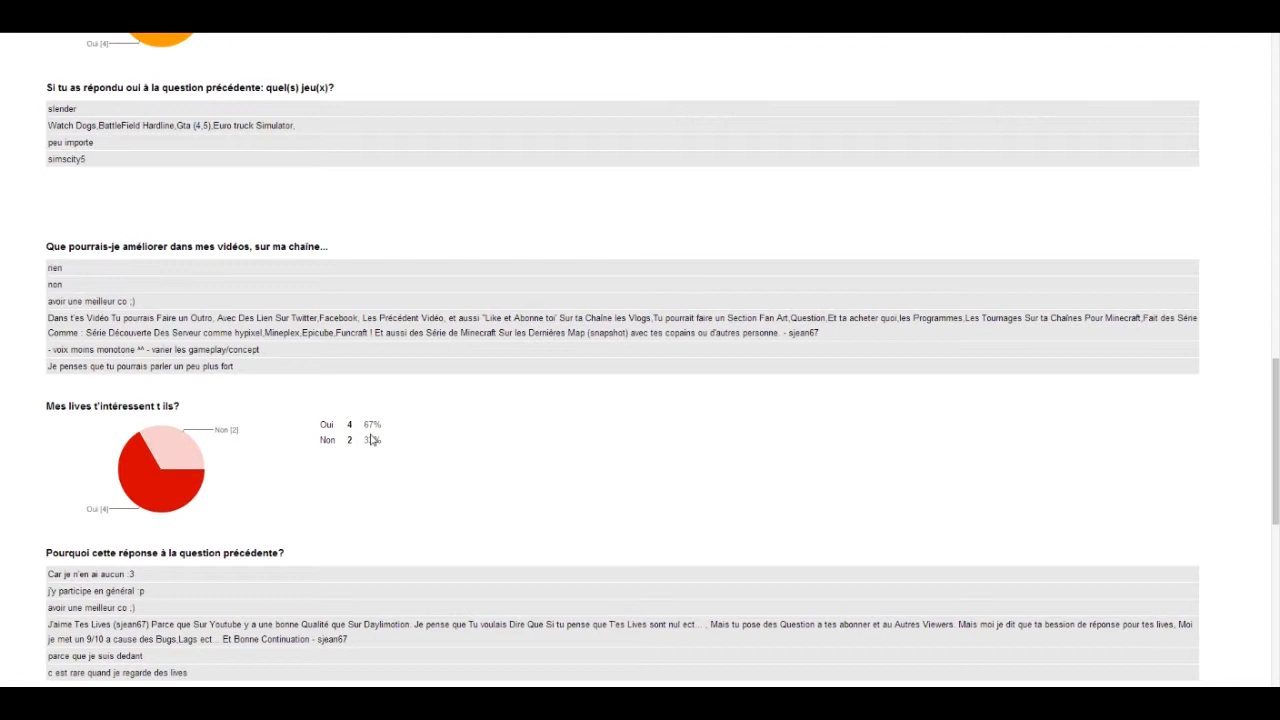 Oui [4]
Si tu as répondu oui à la question précédente: quel(s) jeu(x)?
slender
Watch Dogs,BattleField Hardline,Gta (4,5),Euro truck Simulator,
peu importe
simscity5
Que pourrais-je améliorer dans mes vidéos, sur ma chaîne...
rien
non
avoir une meilleur co ;)
Dans t'es Vidéo Tu pourrais Faire un Outro, Avec Des Lien Sur Twitter,Facebook, Les Précédent Vidéo, et aussi "Like et Abonne toi' Sur ta Chaîne les Vlogs,Tu pourrait faire un Section Fan Art,Question,Et ta acheter quoi,les Programmes,Les Tournages Sur ta Chaînes Pour Minecraft,Fait des Série
Comme : Série Découverte Des Serveur comme hypixel,Mineplex,Epicube,Funcraft ! Et aussi des Série de Minecraft Sur les Dernières Map (snapshot) avec tes copains ou d'autres personne. - sjean67
- voix moins monotone ^^ - varier les gameplay/concept
Je penses que tu pourrais parler un peu plus fort
Mes lives t'intéressent t ils?
Oui 4 67%
Non [2]
Non 2
Oui [4]
Pourquoi cette réponse à la question précédente?
Car je n'en ai aucun :3
j'y participe en général :p
avoir une meilleur co ;)
J'aime Tes Lives (sjean67) Parce que Sur Youtube y a une bonne Qualité que Sur Daylimotion. Je pense que Tu voulais Dire Que Si tu pense que T'es Lives sont nul ect... , Mais tu pose des Question a tes abonner et au Autres Viewers. Mais moi je dit que ta bession de réponse pour tes lives, Moi
je met un 9/10 a cause des Bugs,Lags ect... Et Bonne Continuation - sjean67
parce que je suis dedant
c est rare quand je regarde des lives